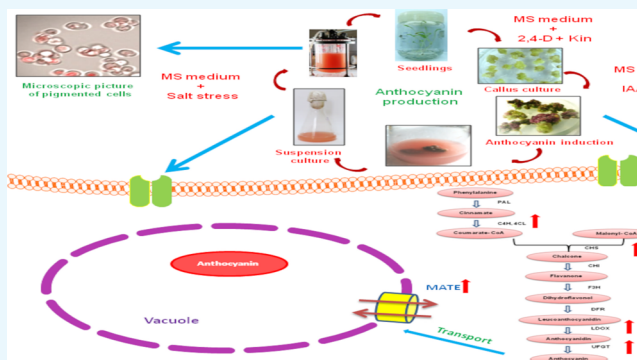 MS medium
+
2,4-D + Kin
Seedlings
Microscopic picture
of pigmented cells
MS medium
+
Salt stress
Anthocyanin
production
Callus culture
MS
IAA
Suspension
culture
Anthocyanin induction
Phenylalanine
PAL
Cinnamate
C4H,4CL
Coumarate-CoA
Malonyl-CoA
CHS
Chalcone
CHI
Flavanone
F3H
Dihydroflavonol
DFR
Leucoanthocyanidin
LDOX
Anthocyanidin
UFGT
Anthocyanin
Anthocyanin
Vacuole
MATE
Transport